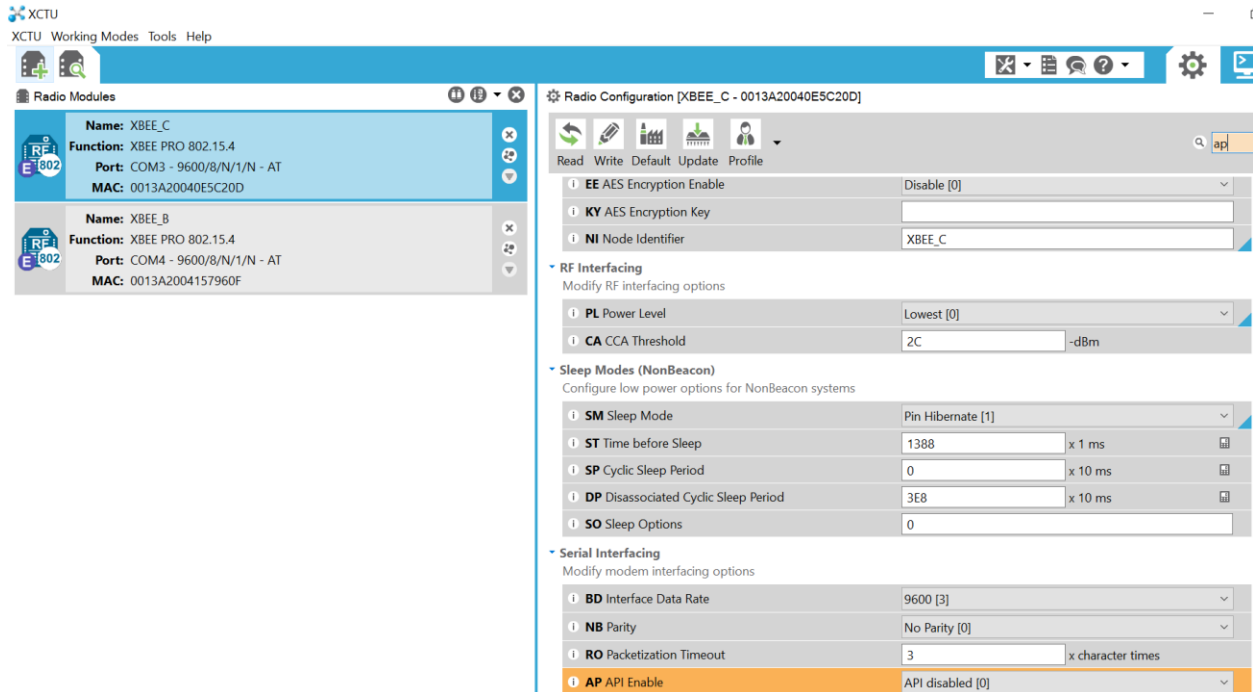 XCTU
XCTU Working Modes Tools Help
Radio Modules
Name: XBEE_C
Function: XBEE PRO 802.15.4
Port: COM3 - 9600/8/N/1/N - AT
MAC: 0013A20040E5C20D
RF
E 802
Name: XBEE_B
Function: XBEE PRO 802.15.4
Port: COM4 - 9600/8/N/1/N - AT
MAC: 0013A2004157960F
RF
E 802
Radio Configuration [XBEE_C - 0013A20040E5C20D]
Read Write Default Update Profile
ap
EE AES Encryption Enable Disable [0]
KY AES Encryption Key
NI Node Identifier XBEE_C
RF Interfacing
Modify RF interfacing options
PL Power Level Lowest [0]
CA CCA Threshold 2C -dBm
Sleep Modes (NonBeacon)
Configure low power options for NonBeacon systems
SM Sleep Mode Pin Hibernate [1]
ST Time before Sleep 1388 x 1 ms
SP Cyclic Sleep Period 0 x 10 ms
DP Disassociated Cyclic Sleep Period 3E8 x 10 ms
SO Sleep Options 0
Serial Interfacing
Modify modem interfacing options
BD Interface Data Rate 9600 [3]
NB Parity No Parity [0]
RO Packetization Timeout 3 x character times
AP API Enable API disabled [0]